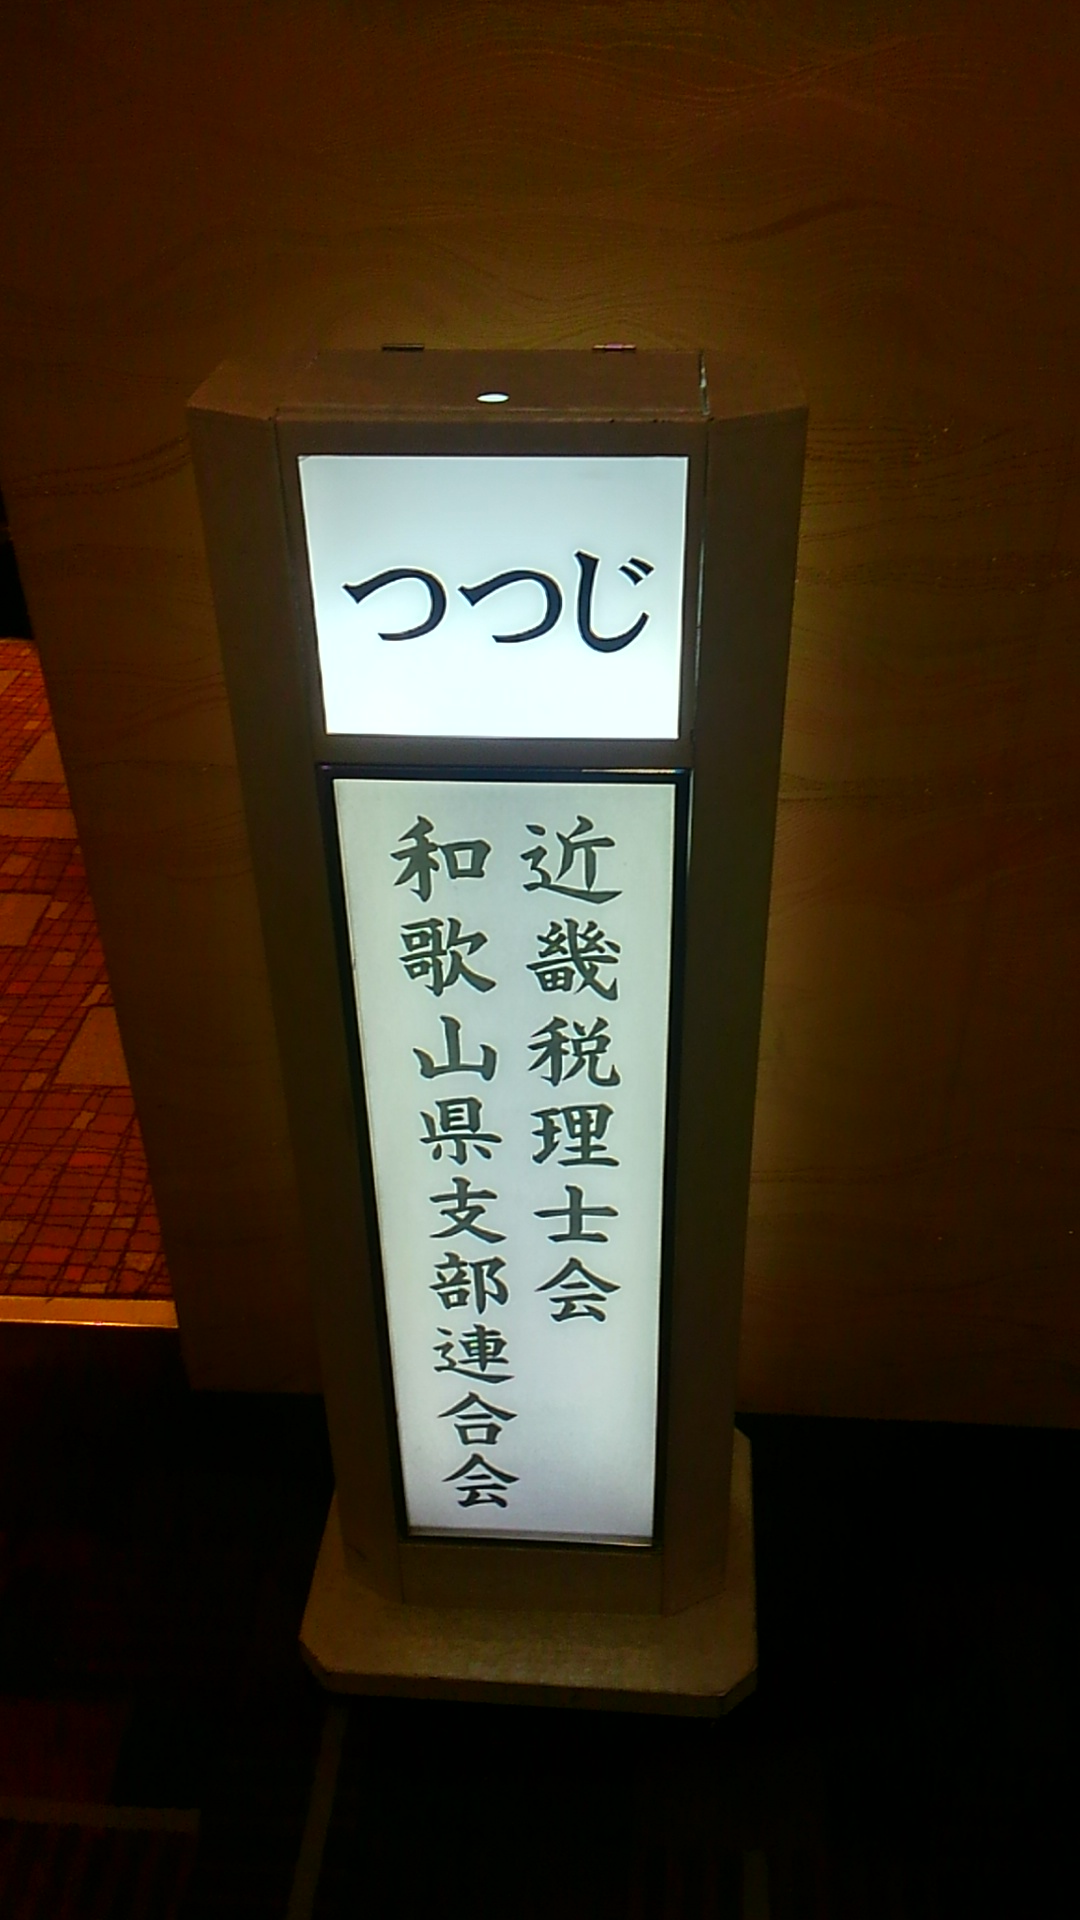 つつじ
近畿税理士会
和歌山県支部連合会